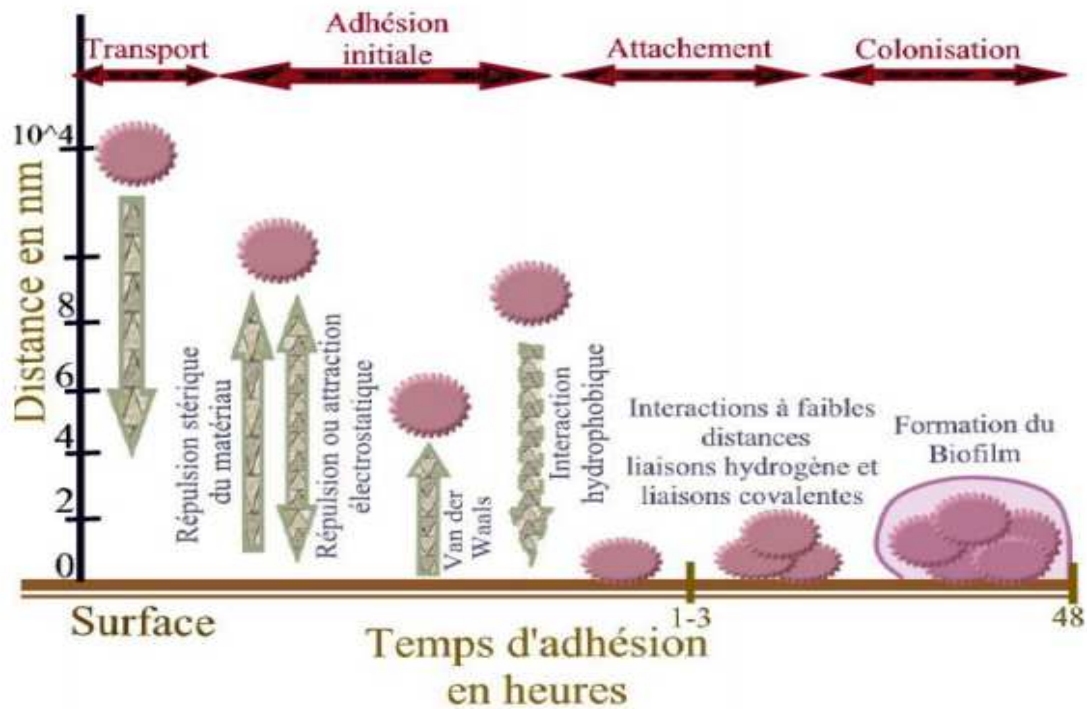 Transport
Adhésion
initiale
Attachement
Colonisation
10^4
8
6
4
2
0
Distance en nm
Répulsion stérique
du matériau
Répulsion ou attraction
électrostatique
Van der
Waals
Interaction
hydrophobique
Interactions à faibles
distances
liaisons hydrogène et
liaisons covalentes
Formation du
Biofilm
Surface
1-3
48
Temps d'adhésion
en heures